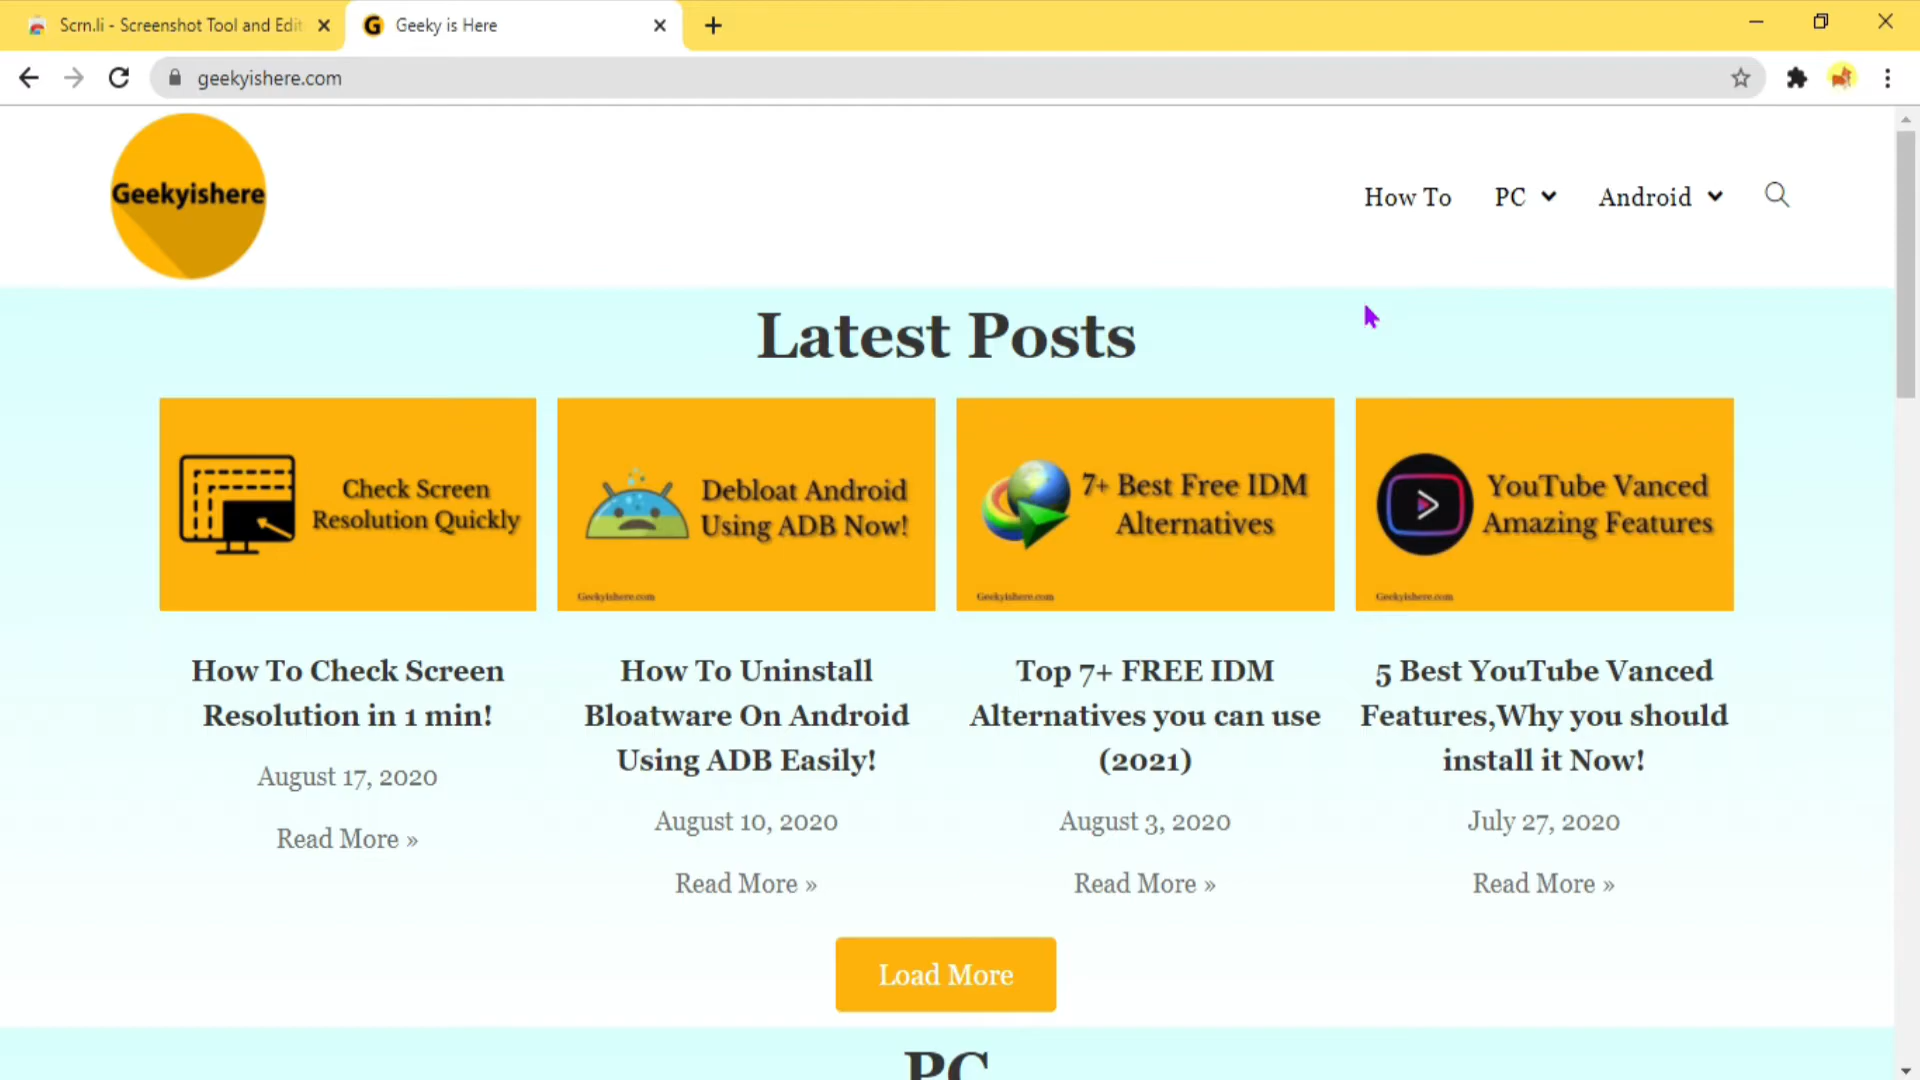 Scrn.li - Screenshot Tool and Edit
Geeky is Here
geekyishere.com
Geekyishere
How To
PC
Android
Latest Posts
Check Screen
Resolution Quickly
Debloat Android
Using ADB Now!
Geekyishere.com
7+ Best Free IDM
Alternatives
Geekyishere.com
YouTube Vanced
Amazing Features
Geekyishere.com
How To Check Screen
Resolution in 1 min!
August 17, 2020
Read More »
How To Uninstall
Bloatware On Android
Using ADB Easily!
August 10, 2020
Read More »
Top 7+ FREE IDM
Alternatives you can use
(2021)
August 3, 2020
Read More »
5 Best YouTube Vanced
Features,Why you should
install it Now!
July 27, 2020
Read More »
Load More
PC